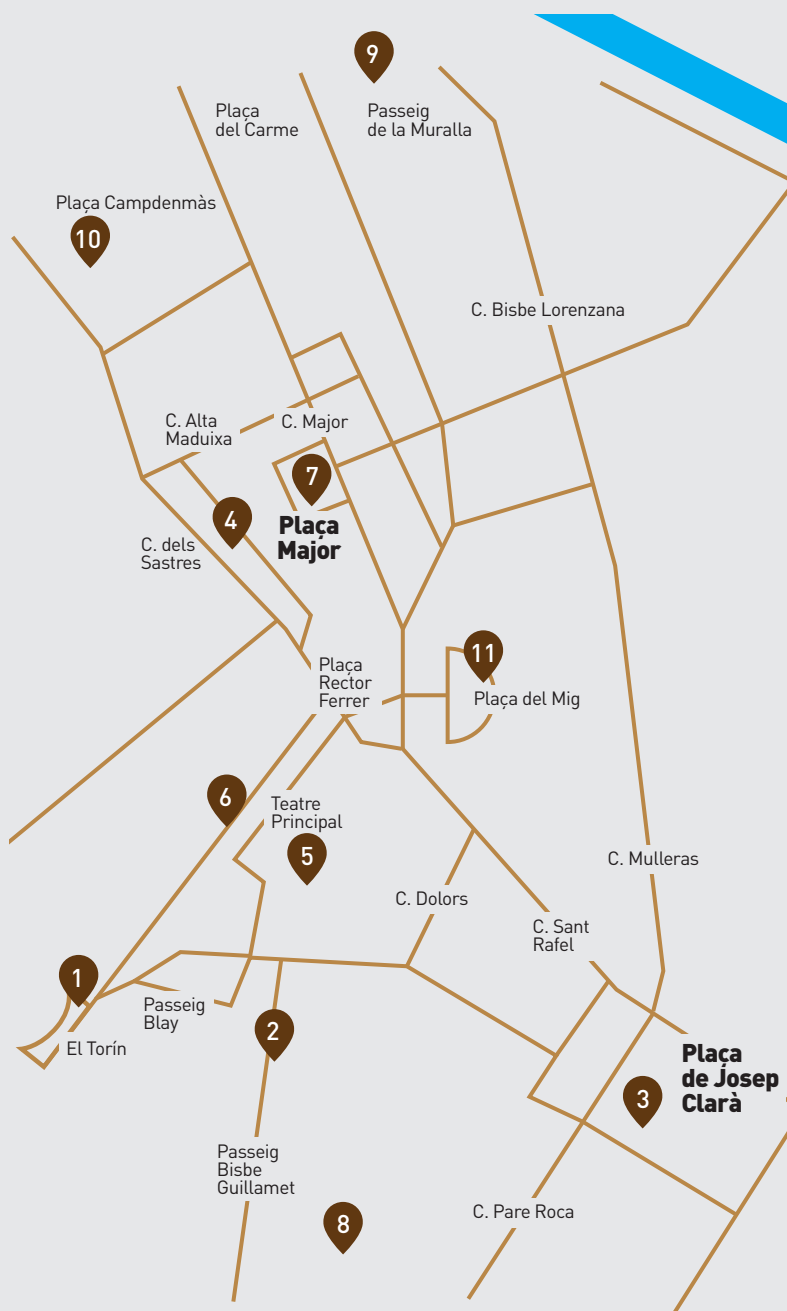 9
Plaça
del Carme
Passeig
de la Muralla
Plaça Campdenmàs
10
C. Bisbe Lorenzana
C. Alta
Maduixa
C. Major
7
4
Plaça
Major
C. dels
Sastres
11
Plaça
Rector
Ferrer
Plaça del Mig
6
Teatre
Principal
5
C. Mulleras
C. Dolors
C. Sant
Rafel
1
Passeig
Blay
2
El Torín
Plaça
de Josep
Clarà
3
Passeig
Bisbe
Guillamet
8
C. Pare Roca